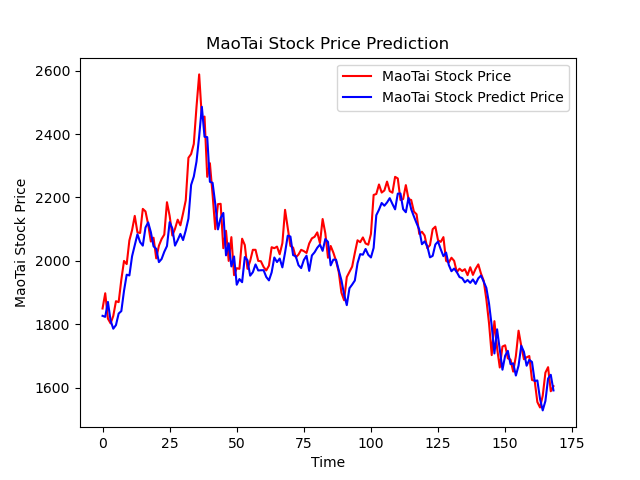 MaoTai Stock Price Prediction
MaoTai Stock Price
MaoTai Stock Predict Price
2600
2400
2200
2000
1800
1600
MaoTai Stock Price
0 25 50 75 100 125 150 175
Time